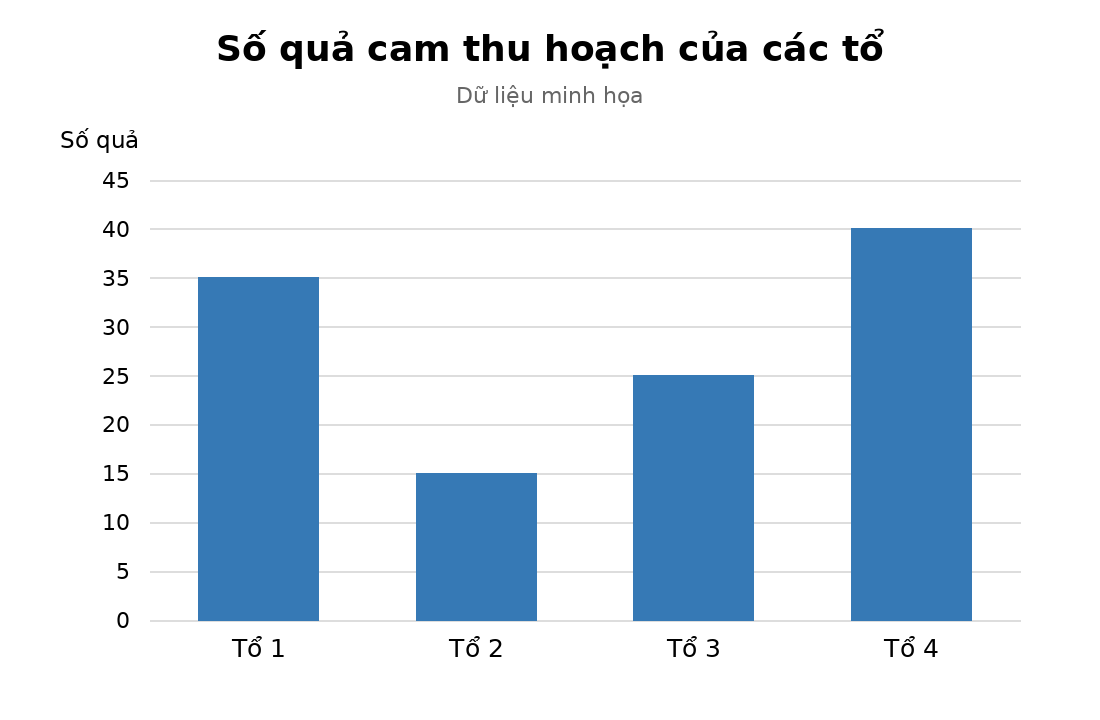 Số quả cam thu hoạch của các tổ
Dữ liệu minh họa
Số quả
45
40
35
30
25
20
15
10
5
0
Tổ 1 Tổ 2 Tổ 3 Tổ 4